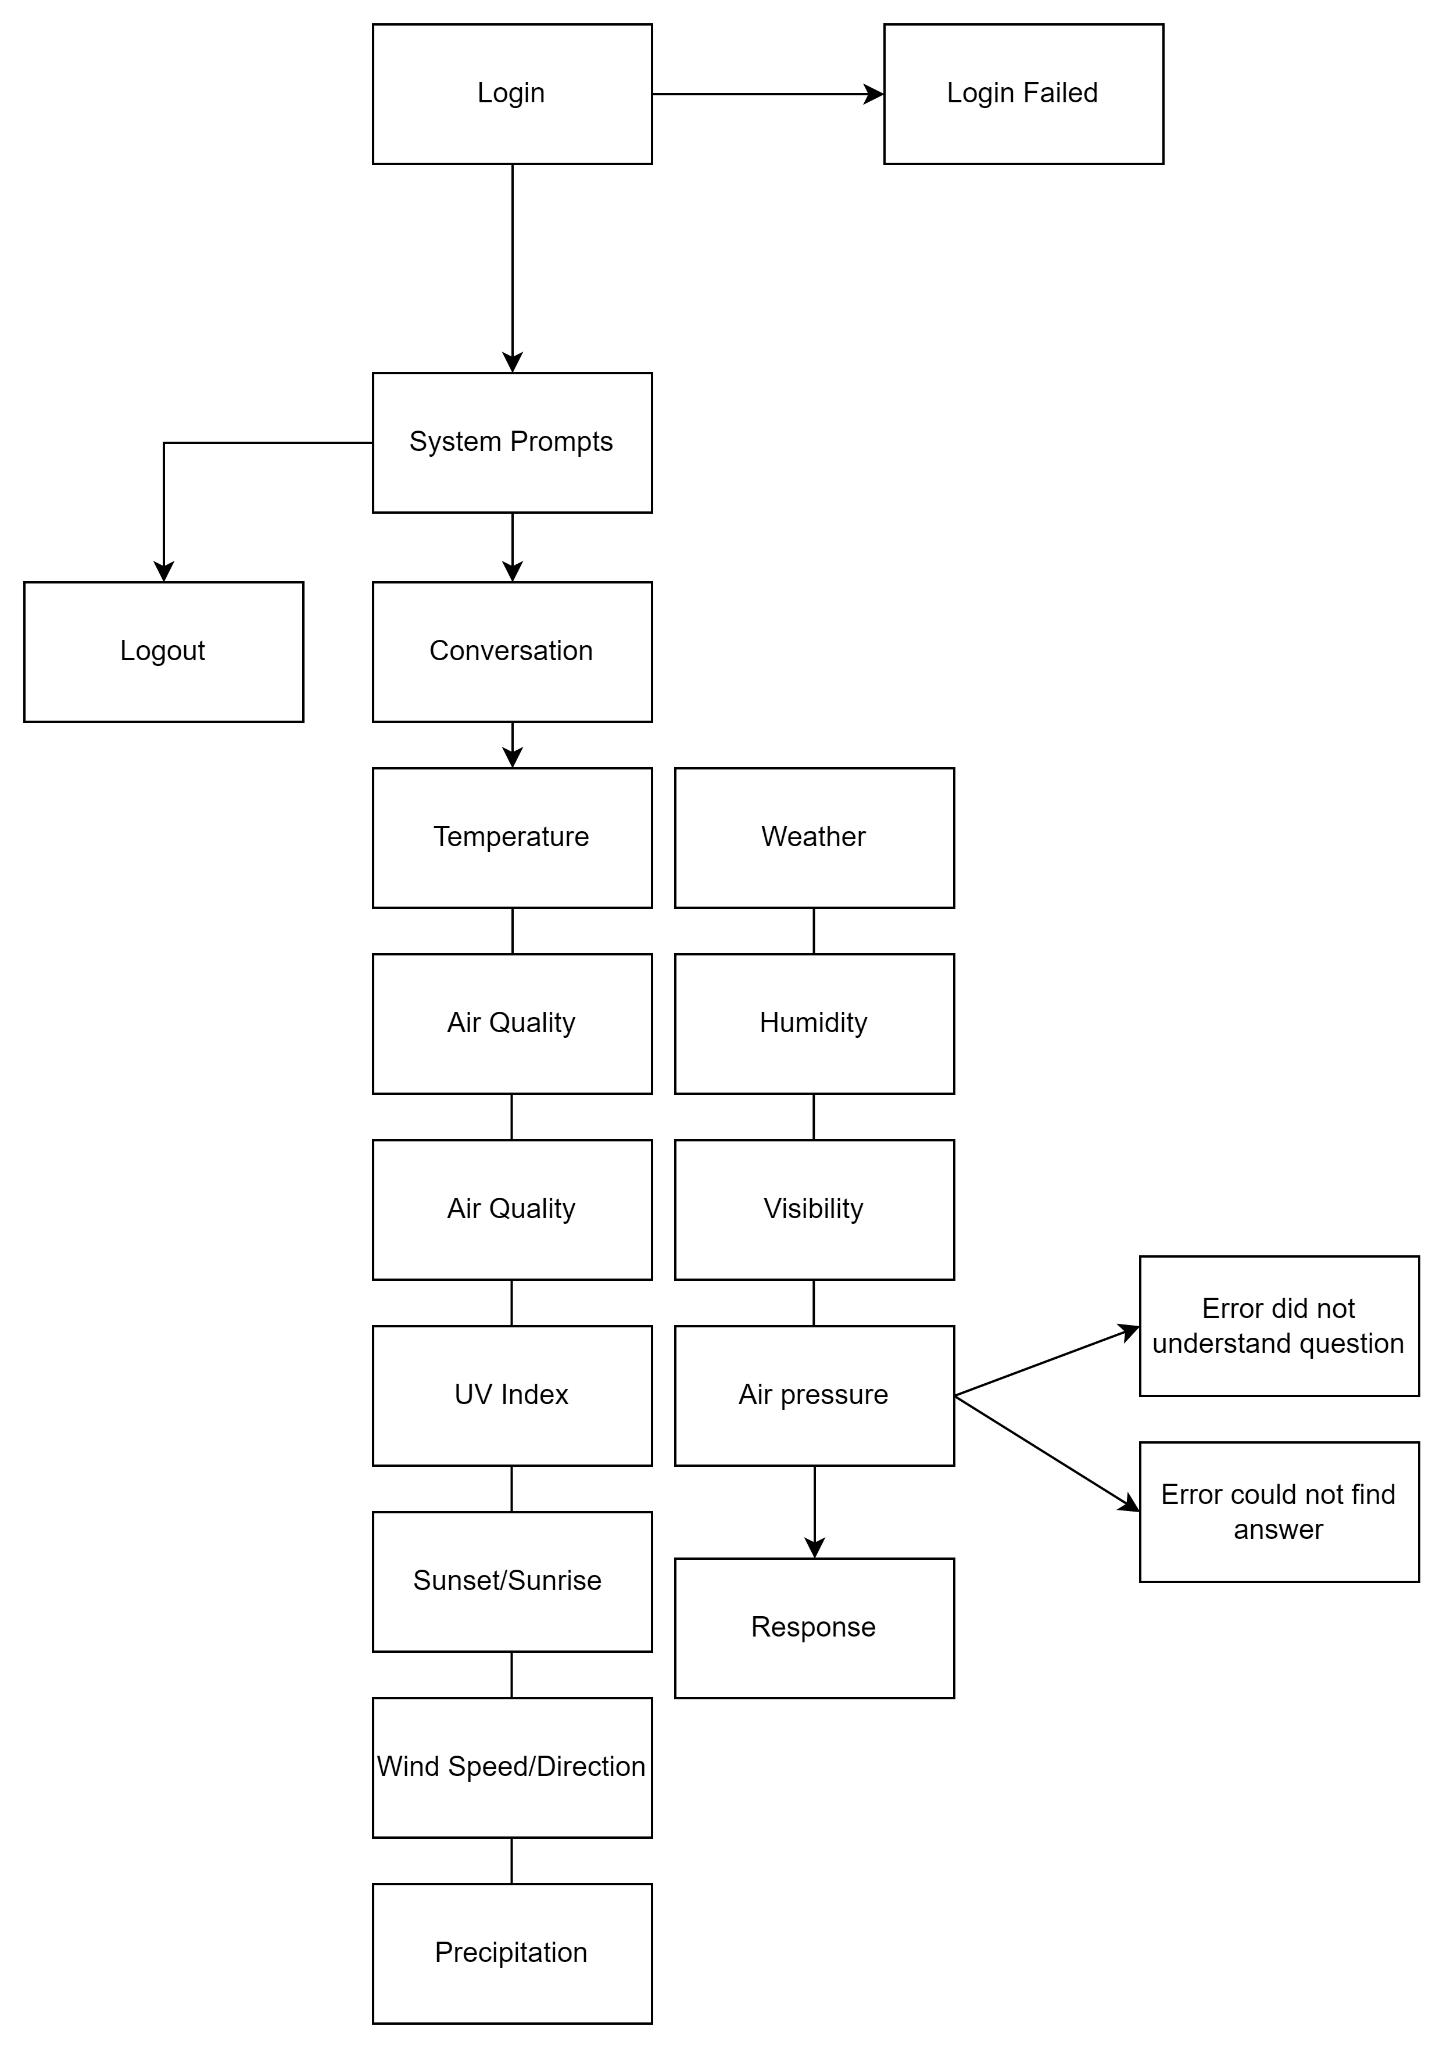 Login
Login Failed
System Prompts
Logout
Conversation
Temperature
Weather
Air Quality
Humidity
Air Quality
Visibility
Error did not
understand question
UV Index
Air pressure
Error could not find
answer
Sunset/Sunrise
Response
Wind Speed/Direction
Precipitation